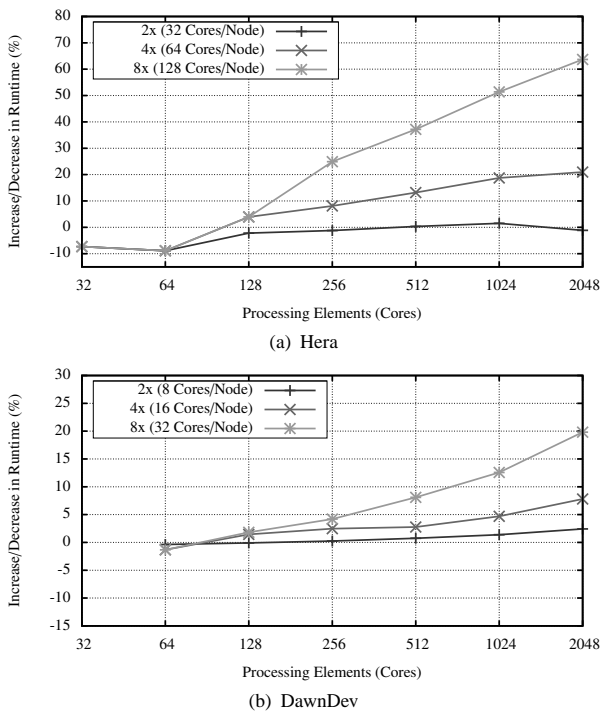 80
70
60
50
40
30
20
10
0
-10
Increase/Decrease in Runtime (%)
2x (32 Cores/Node)
4x (64 Cores/Node)
8x (128 Cores/Node)
32 64 128 256 512 1024 2048
Processing Elements (Cores)
(a) Hera
30
25
20
15
10
5
0
-5
-10
-15
Increase/Decrease in Runtime (%)
2x (8 Cores/Node)
4x (16 Cores/Node)
8x (32 Cores/Node)
32 64 128 256 512 1024 2048
Processing Elements (Cores)
(b) DawnDev